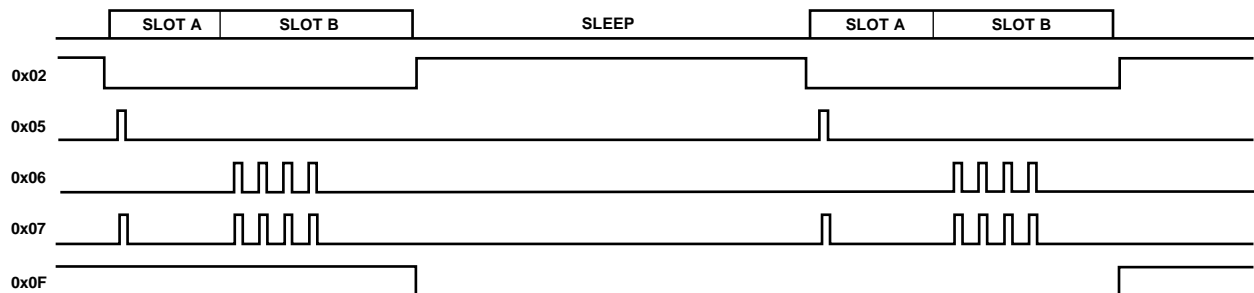 SLOT A SLOT B SLEEP SLOT A SLOT B
0x02
0x05
0x06
0x07
0x0F